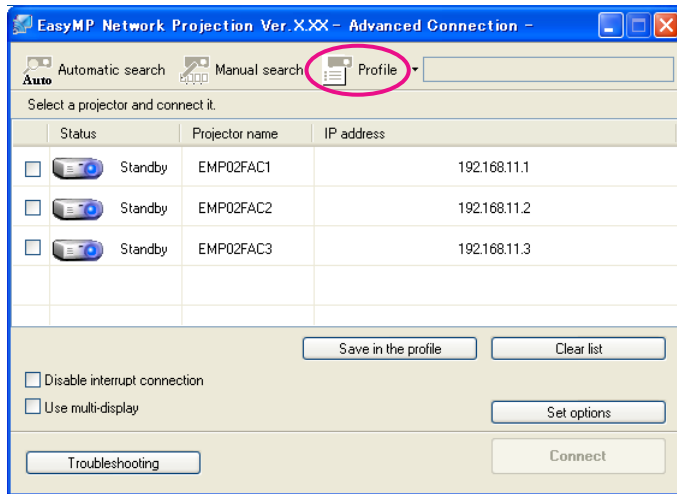 EasyMP Network Projection Ver.X.XX - Advanced Connection -
Auto Automatic search Manual search Profile
Select a projector and connect it.
Status Projector name IP address
Standby EMP02FAC1 192.168.11.1
Standby EMP02FAC2 192.168.11.2
Standby EMP02FAC3 192.168.11.3
Save in the profile Clear list
Disable interrupt connection
Use multi-display Set options
Troubleshooting Connect